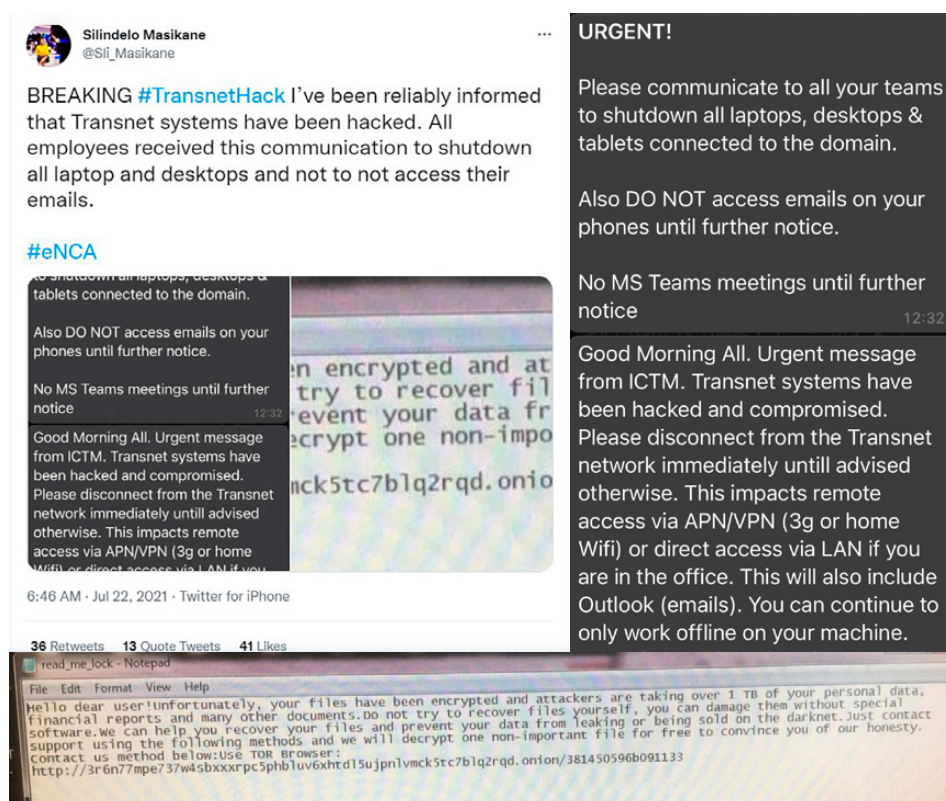 Silindelo Masikane
@Sli_Masikane
BREAKING #TransnetHack I've been reliably informed
that Transnet systems have been hacked. All
employees received this communication to shutdown
all laptop and desktops and not to not access their
emails.
#eNCA
to shutdown all laptops, desktops &
tablets connected to the domain.
Also DO NOT access emails on your
phones until further notice.
No MS Teams meetings until further
notice
12:32
Good Morning All. Urgent message
from ICTM. Transnet systems have
been hacked and compromised.
Please disconnect from the Transnet
network immediately untill advised
otherwise. This impacts remote
access via APN/VPN (3g or home
Wifi) or direct access via LAN if you
en encrypted and at
try to recover fil
event your data fr
ecrypt one non-impo
mck5tc7blq2rqd.onio
6:46 AM · Jul 22, 2021 · Twitter for iPhone
36 Retweets 13 Quote Tweets 41 Likes
URGENT!
Please communicate to all your teams
to shutdown all laptops, desktops &
tablets connected to the domain.
Also DO NOT access emails on your
phones until further notice.
No MS Teams meetings until further
notice
12:32
Good Morning All. Urgent message
from ICTM. Transnet systems have
been hacked and compromised.
Please disconnect from the Transnet
network immediately untill advised
otherwise. This impacts remote
access via APN/VPN (3g or home
Wifi) or direct access via LAN if you
are in the office. This will also include
Outlook (emails). You can continue to
only work offline on your machine.
read_me_lock - Notepad
File Edit Format View Help
Hello dear user!Unfortunately, your files have been encrypted and attackers are taking over 1 TB of your personal data,
financial reports and many other documents.Do not try to recover files yourself, you can damage them without special
software.We can help you recover your files and prevent your data from leaking or being sold on the darknet.Just contact
support using the following methods and we will decrypt one non-important file for free to convince you of our honesty.
contact us method below:Use TOR Browser:
http://3r6n77mpe737w4sbxxxrpc5phbluv6xhtdl5ujpnlvmck5tc7blq2rqd.onion/381450596b091133